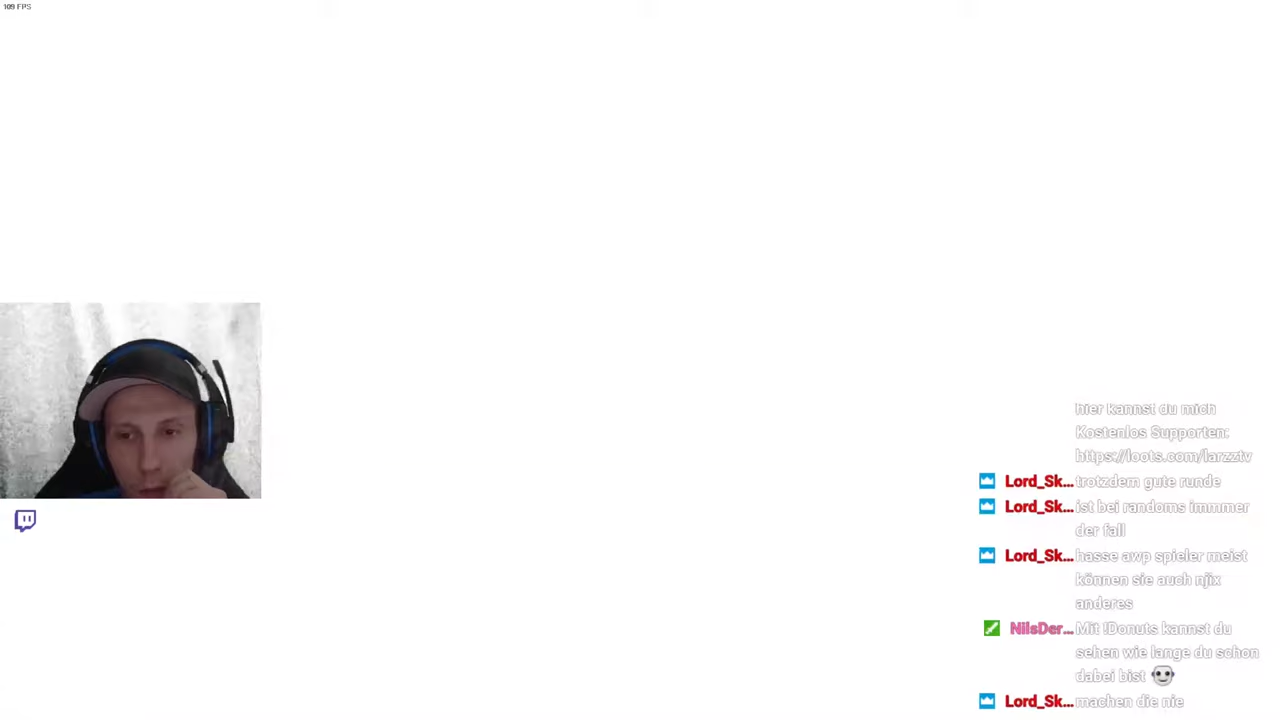 109 FPS
hier kannst du mich
Kostenlos Supporten:
https://loots.com/larzztv
Lord_Sk... trotzdem gute runde
Lord_Sk... ist bei randoms immmer
der fall
Lord_Sk... hasse awp spieler meist
können sie auch njix
anderes
NilsDer... Mit !Donuts kannst du
sehen wie lange du schon
dabei bist
Lord_Sk... machen die nie